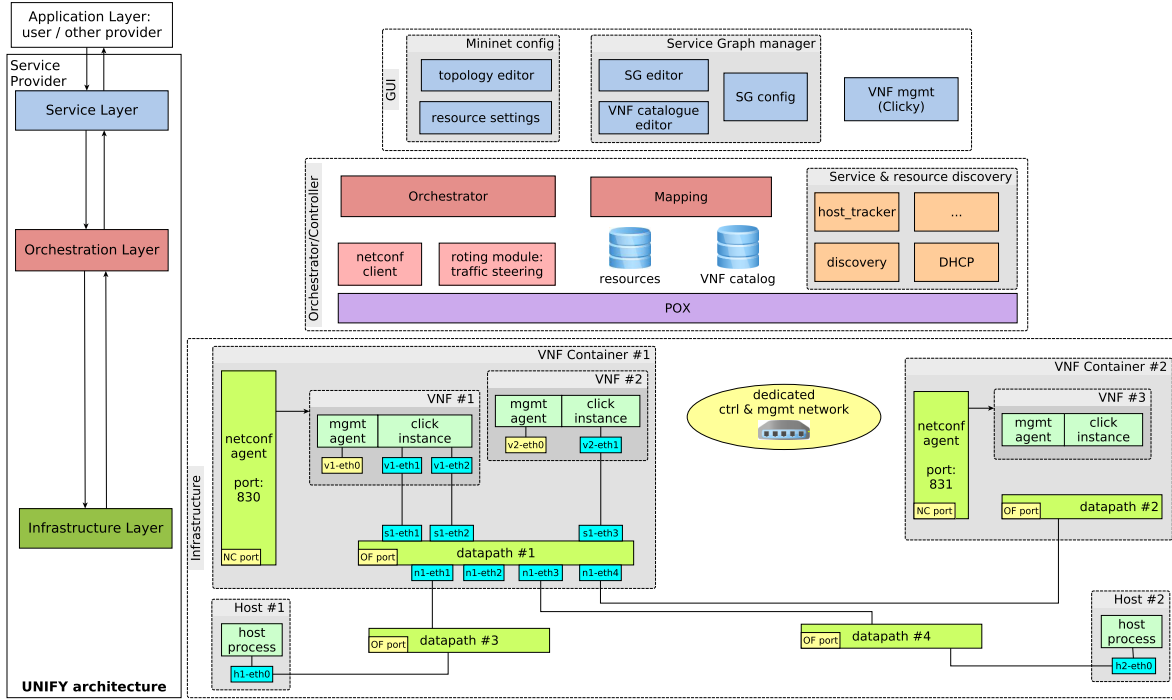 Application Layer:
user / other provider
Service
Provider
Service Layer
Orchestration Layer
Infrastructure Layer
UNIFY architecture
GUI
Mininet config
topology editor
resource settings
Service Graph manager
SG editor
VNF catalogue
editor
SG config
VNF mgmt
(Clicky)
Orchestrator/Controller
Orchestrator
Mapping
netconf
client
roting module:
traffic steering
resources
VNF catalog
Service & resource discovery
host_tracker
...
discovery
DHCP
POX
Infrastructure
VNF Container #1
netconf
agent
port:
830
NC port
VNF #1
mgmt
agent
click
instance
v1-eth0
v1-eth1
v1-eth2
VNF #2
mgmt
agent
click
instance
v2-eth0
v2-eth1
s1-eth1
s1-eth2
s1-eth3
OF port
datapath #1
n1-eth1
n1-eth2
n1-eth3
n1-eth4
dedicated
ctrl & mgmt network
VNF Container #2
netconf
agent
port:
831
NC port
VNF #3
mgmt
agent
click
instance
OF port
datapath #2
Host #1
host
process
h1-eth0
OF port
datapath #3
OF port
datapath #4
Host #2
host
process
h2-eth0